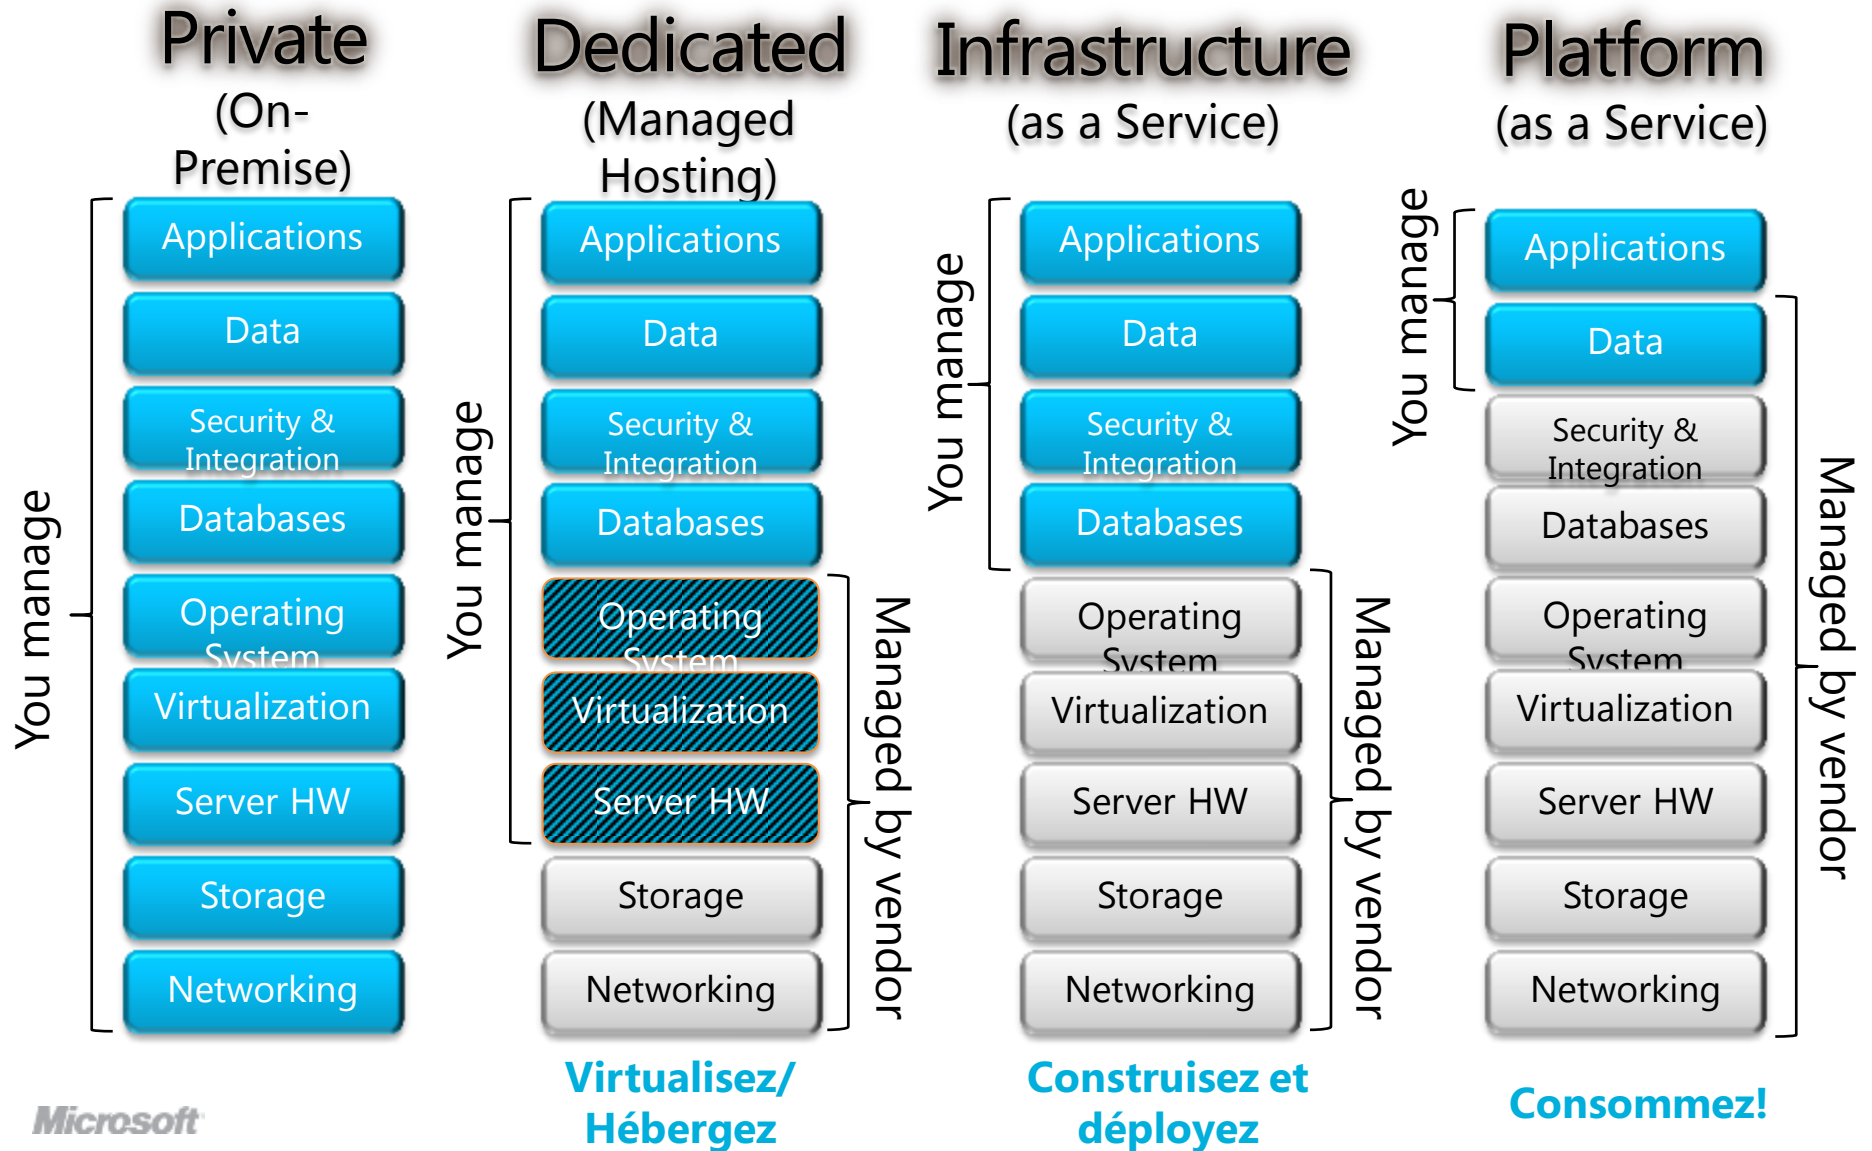 Private
(On-
Premise)
You manage
Applications
Data
Security &
Integration
Databases
Operating
System
Virtualization
Server HW
Storage
Networking
Dedicated
(Managed
Hosting)
You manage
Applications
Data
Security &
Integration
Databases
Operating
System
Virtualization
Server HW
Storage
Networking
Managed by vendor
Virtualisez/
Hébergez
Infrastructure
(as a Service)
You manage
Applications
Data
Security &
Integration
Databases
Operating
System
Virtualization
Server HW
Storage
Networking
Managed by vendor
Construisez et
déployez
Platform
(as a Service)
You manage
Applications
Data
Security &
Integration
Databases
Operating
System
Virtualization
Server HW
Storage
Networking
Managed by vendor
Consommez!
Microsoft